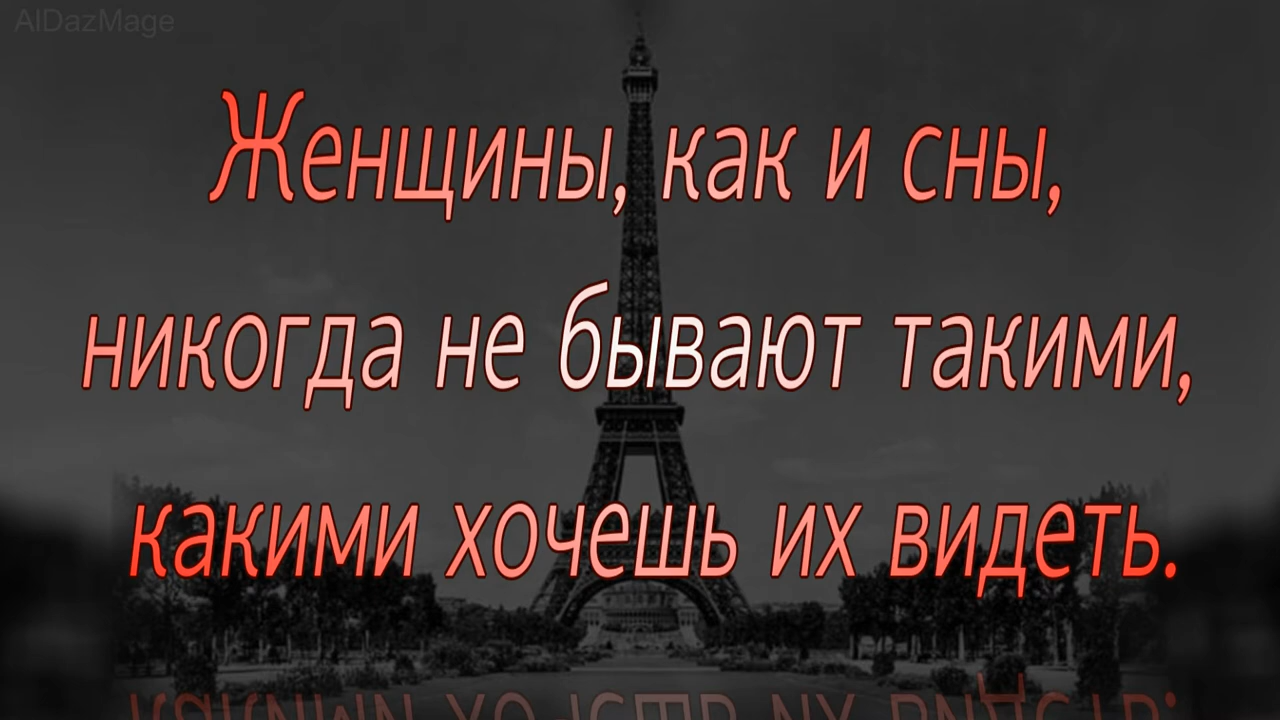 AlDazMage
Женщины, как и сны,
никогда не бывают такими,
какими хочешь их видеть.